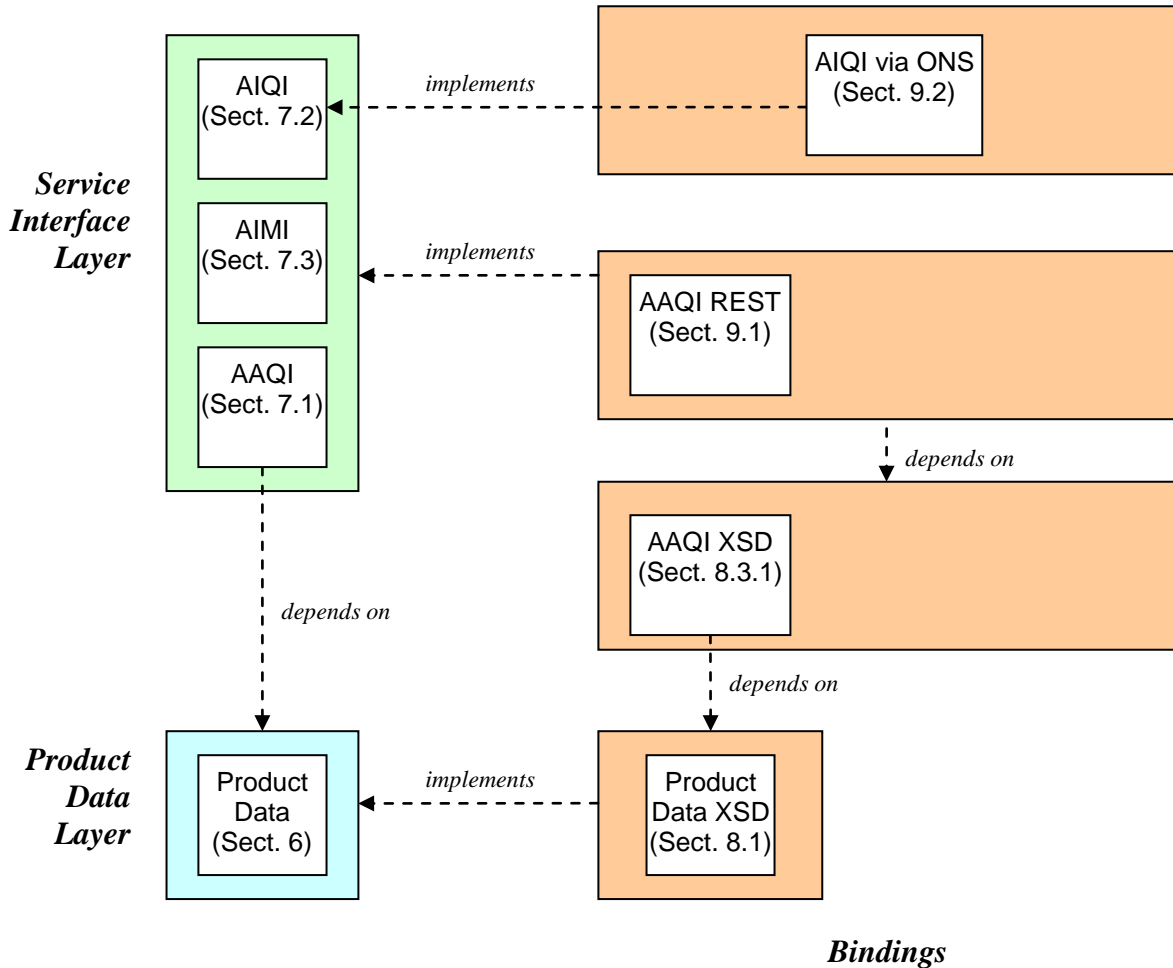 AIQI
(Sect. 7.2)
implements
AIQI via ONS
(Sect. 9.2)
Service
Interface
Layer
AIMI
(Sect. 7.3)
implements
AAQI REST
(Sect. 9.1)
AAQI
(Sect. 7.1)
depends on
AAQI XSD
(Sect. 8.3.1)
depends on
depends on
Product
Data
Layer
Product
Data
(Sect. 6)
implements
Product
Data XSD
(Sect. 8.1)
Bindings